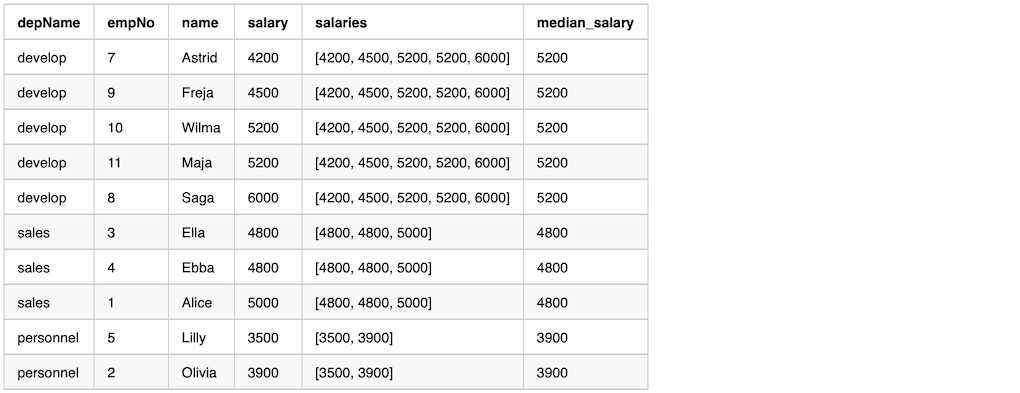 depName empNo name salary salaries median_salary
develop 7 Astrid 4200 [4200, 4500, 5200, 5200, 6000] 5200
develop 9 Freja 4500 [4200, 4500, 5200, 5200, 6000] 5200
develop 10 Wilma 5200 [4200, 4500, 5200, 5200, 6000] 5200
develop 11 Maja 5200 [4200, 4500, 5200, 5200, 6000] 5200
develop 8 Saga 6000 [4200, 4500, 5200, 5200, 6000] 5200
sales 3 Ella 4800 [4800, 4800, 5000] 4800
sales 4 Ebba 4800 [4800, 4800, 5000] 4800
sales 1 Alice 5000 [4800, 4800, 5000] 4800
personnel 5 Lilly 3500 [3500, 3900] 3900
personnel 2 Olivia 3900 [3500, 3900] 3900